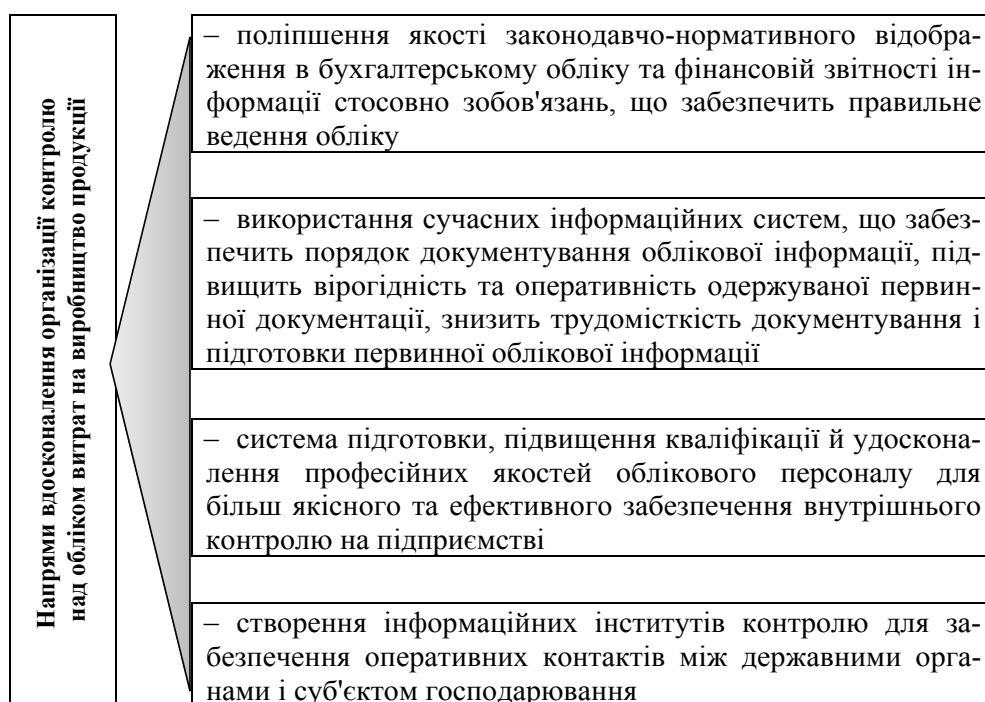 Напрями вдосконалення організації контролю
над обліком витрат на виробництво продукції
– поліпшення якості законодавчо-нормативного відобра-
ження в бухгалтерському обліку та фінансовій звітності ін-
формації стосовно зобов'язань, що забезпечить правильне
ведення обліку
– використання сучасних інформаційних систем, що забез-
печить порядок документування облікової інформації, під-
вищить вірогідність та оперативність одержуваної первин-
ної документації, знизить трудомісткість документування і
підготовки первинної облікової інформації
– система підготовки, підвищення кваліфікації й удоскона-
лення професійних якостей облікового персоналу для
більш якісного та ефективного забезпечення внутрішнього
контролю на підприємстві
– створення інформаційних інститутів контролю для за-
безпечення оперативних контактів між державними орга-
нами і суб'єктом господарювання